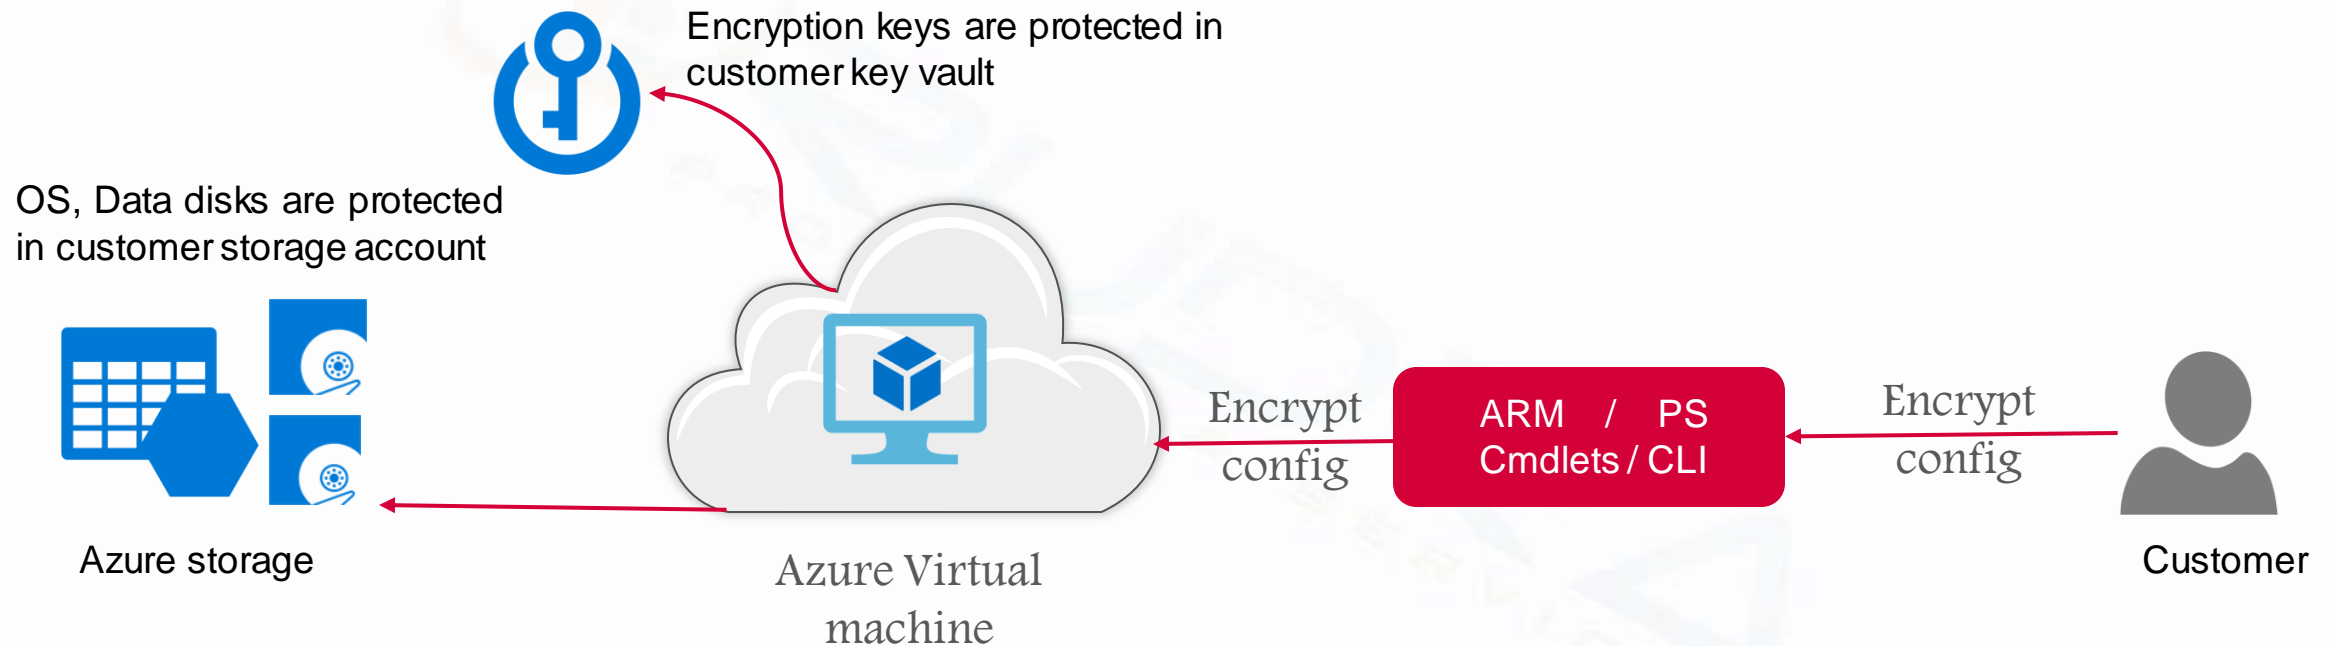 Encryption keys are protected in
customer key vault
OS, Data disks are protected
in customer storage account
Azure storage
Azure Virtual
machine
Encrypt
config
ARM / PS
Cmdlets / CLI
Encrypt
config
Customer